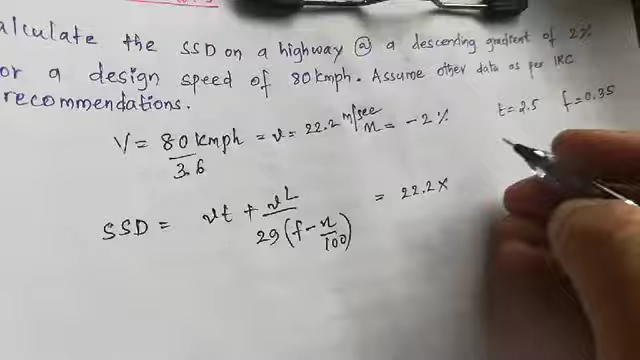 alculate the SSD on a highway @ a descending gradient of 2%
or a design speed of 80kmph. Assume other data as per IRC
recommendations.
V = 80kmph / 3.6 = v = 22.2 m/sec n = -2% t = 2.5 f = 0.35
SSD = vt + v² / 2g(f - n/100) = 22.2 x